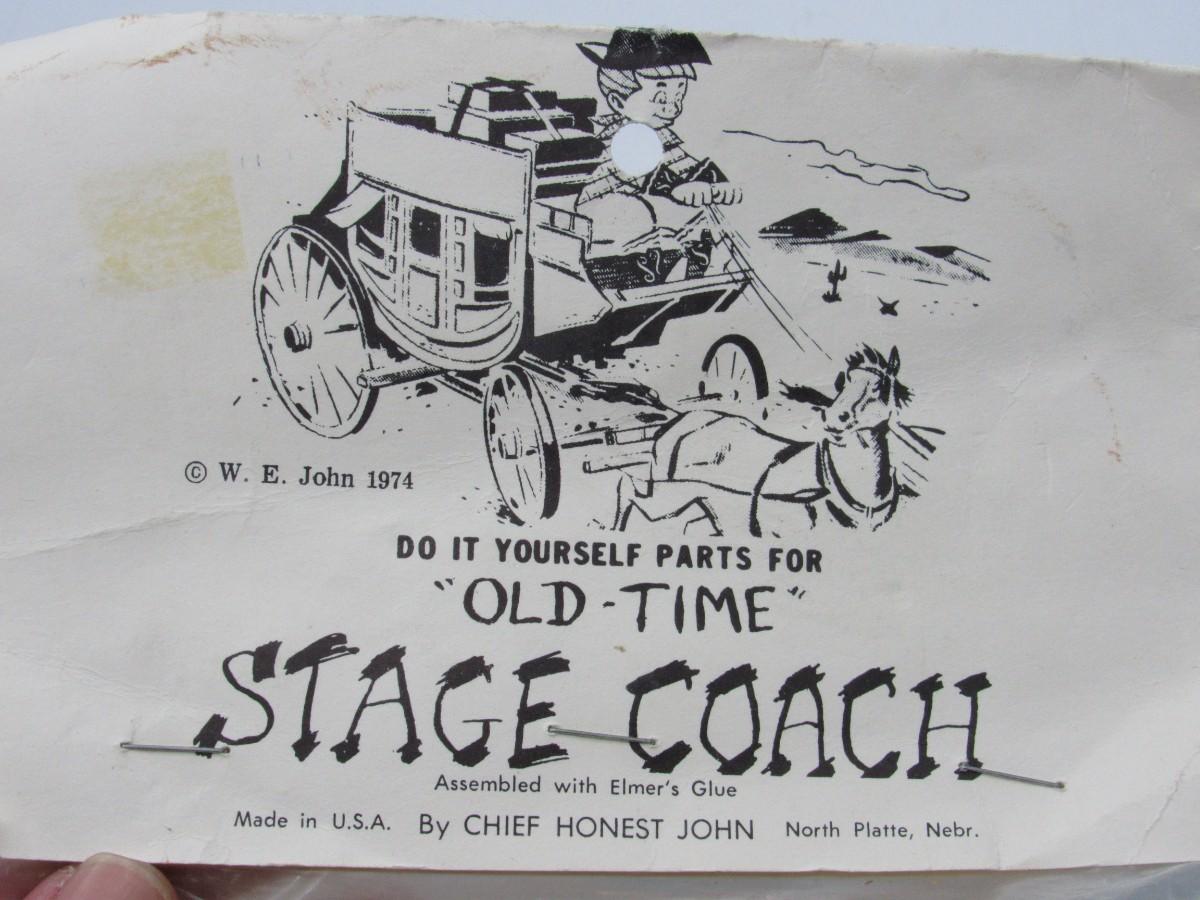 © W. E. John 1974
DO IT YOURSELF PARTS FOR
"OLD-TIME"
STAGE COACH
Assembled with Elmer's Glue
Made in U.S.A. By CHIEF HONEST JOHN North Platte, Nebr.